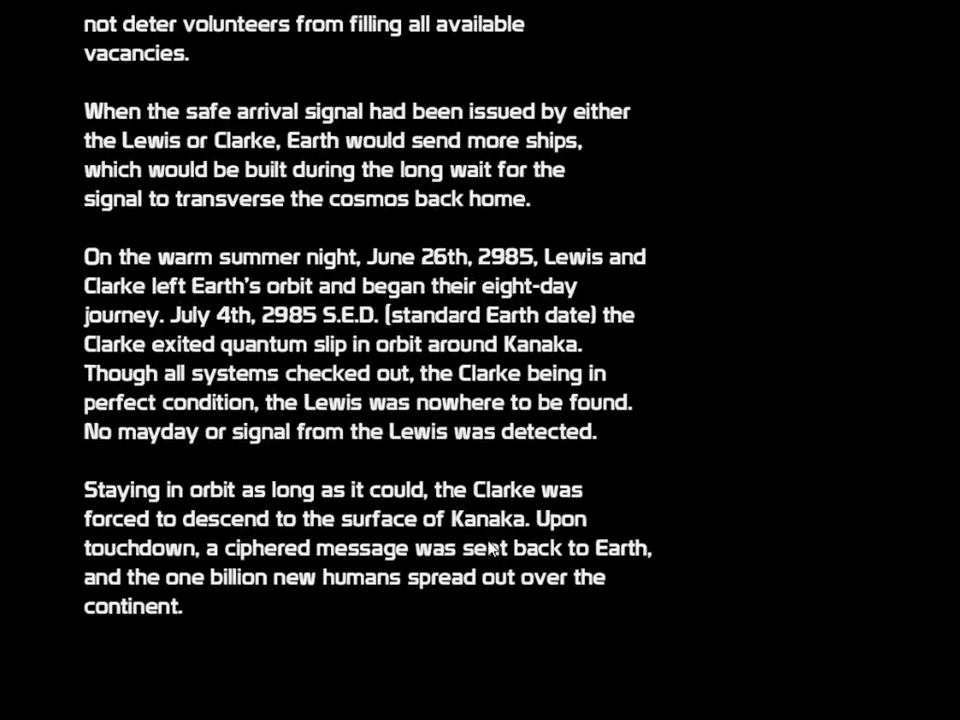 not deter volunteers from filling all available
vacancies.
When the safe arrival signal had been issued by either
the Lewis or Clarke, Earth would send more ships,
which would be built during the long wait for the
signal to transverse the cosmos back home.
On the warm summer night, June 26th, 2985, Lewis and
Clarke left Earth's orbit and began their eight-day
journey. July 4th, 2985 S.E.D. (standard Earth date) the
Clarke exited quantum slip in orbit around Kanaka.
Though all systems checked out, the Clarke being in
perfect condition, the Lewis was nowhere to be found.
No mayday or signal from the Lewis was detected.
Staying in orbit as long as it could, the Clarke was
forced to descend to the surface of Kanaka. Upon
touchdown, a ciphered message was sent back to Earth,
and the one billion new humans spread out over the
continent.